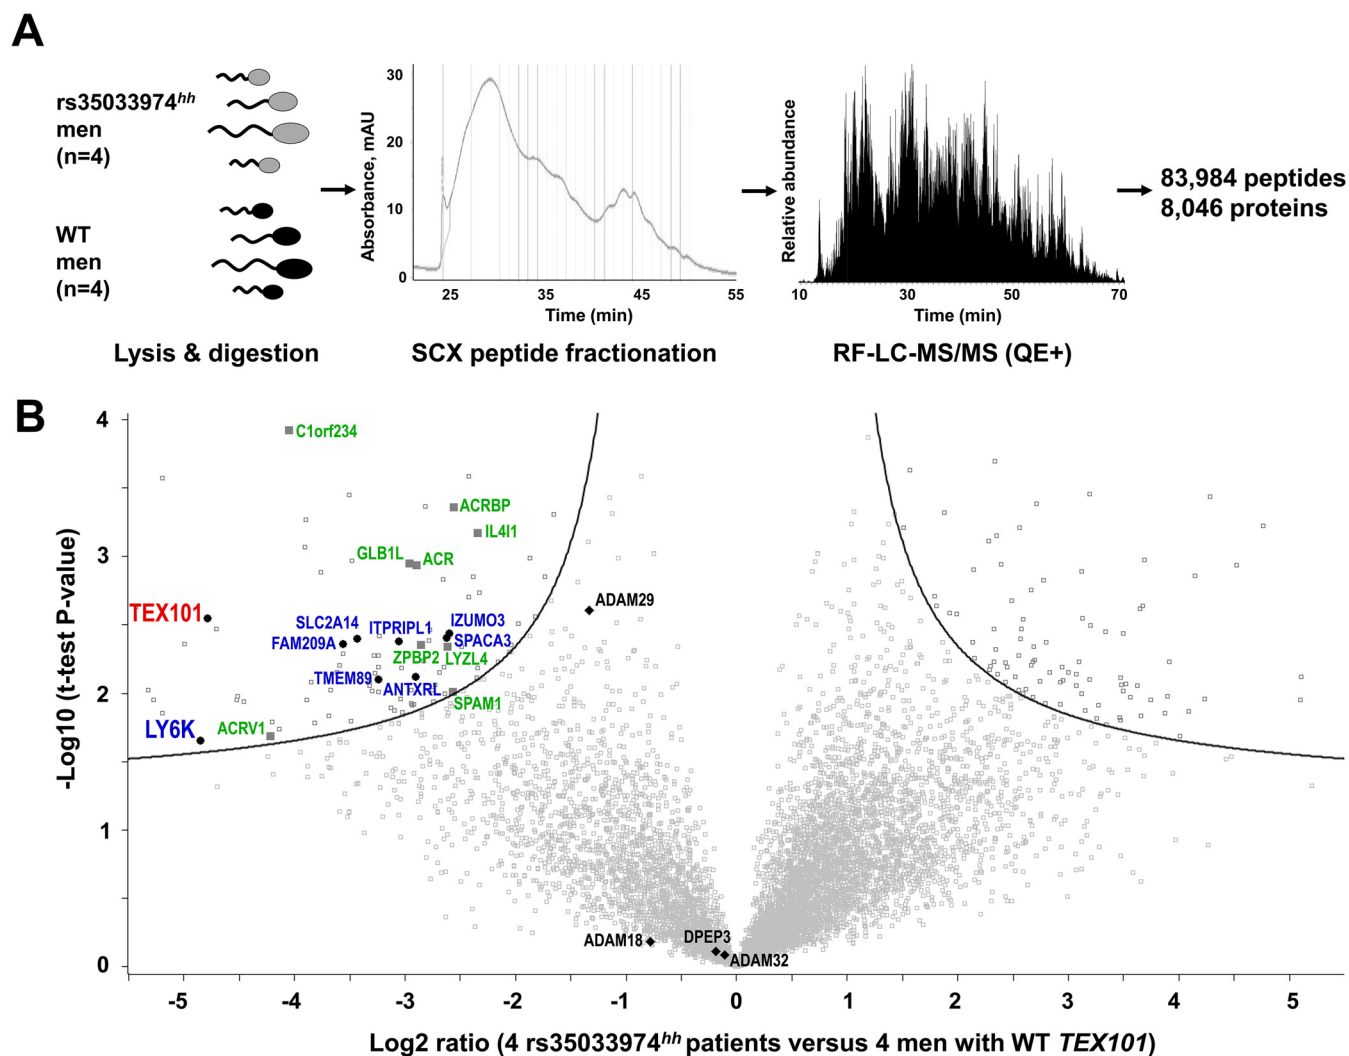 A
rs35033974hh
men
(n=4)
WT
men
(n=4)
Lysis & digestion
Absorbance, mAU
30
20
10
0
25 35 45 55
Time (min)
SCX peptide fractionation
Relative abundance
10 30 50 70
Time (min)
RF-LC-MS/MS (QE+)
83,984 peptides
8,046 proteins
B
-Log10 (t-test P-value)
4
3
2
1
0
C1orf234
ACRBP
IL4I1
GLB1L
ACR
TEX101
ADAM29
SLC2A14
ITPRIPL1
IZUMO3
FAM209A
SPACA3
ZPBP2
LYZL4
TMEM89
ANTXRL
SPAM1
LY6K
ACRV1
ADAM18
DPEP3
ADAM32
-5 -4 -3 -2 -1 0 1 2 3 4 5
Log2 ratio (4 rs35033974hh patients versus 4 men with WT TEX101)